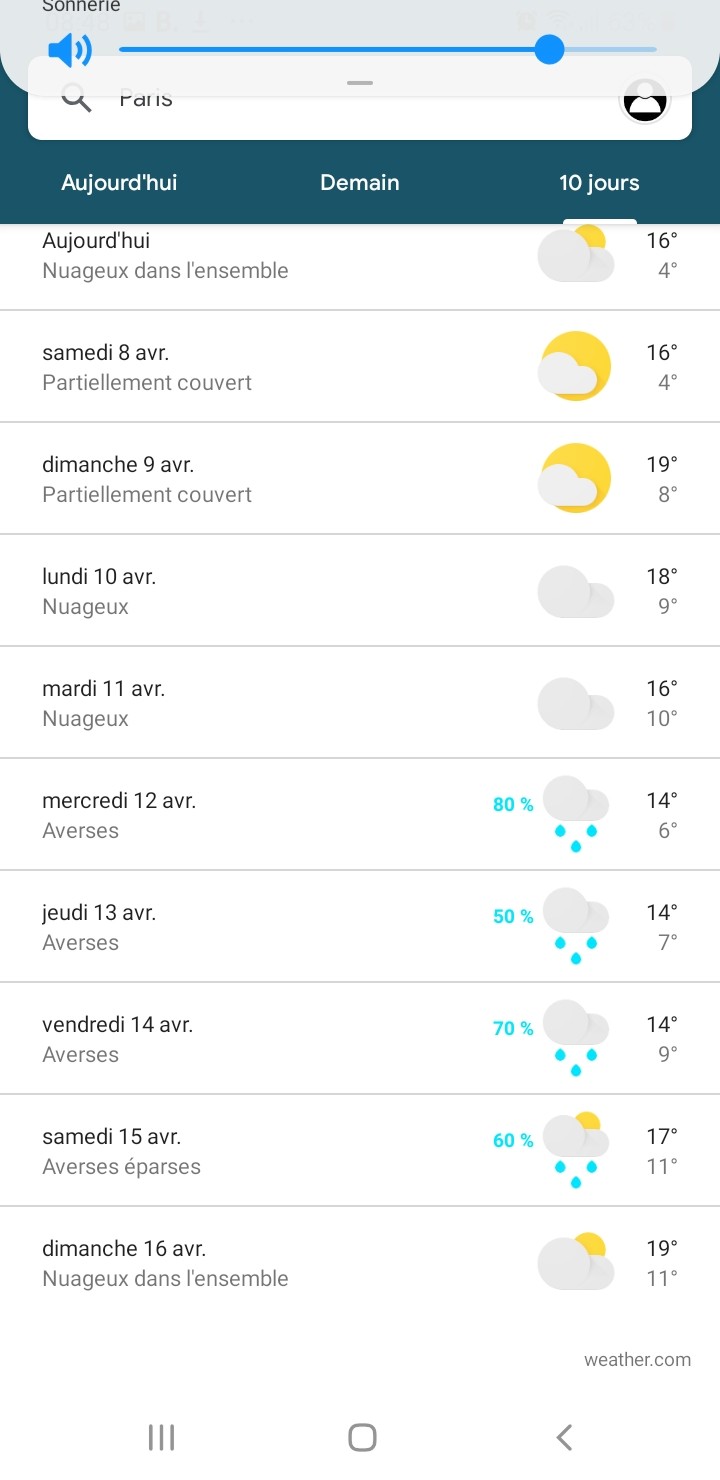 Sonnerie
Paris
Aujourd'hui Demain 10 jours
Aujourd'hui 16°
Nuageux dans l'ensemble 4°
samedi 8 avr. 16°
Partiellement couvert 4°
dimanche 9 avr. 19°
Partiellement couvert 8°
lundi 10 avr. 18°
Nuageux 9°
mardi 11 avr. 16°
Nuageux 10°
mercredi 12 avr. 80 % 14°
Averses 6°
jeudi 13 avr. 50 % 14°
Averses 7°
vendredi 14 avr. 70 % 14°
Averses 9°
samedi 15 avr. 60 % 17°
Averses éparses 11°
dimanche 16 avr. 19°
Nuageux dans l'ensemble 11°
weather.com